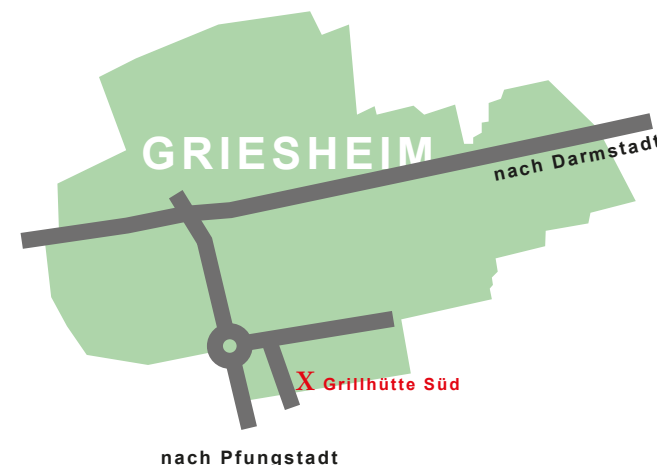 GRIESHEIM
nach Darmstadt
X Grillhütte Süd
nach Pfungstadt